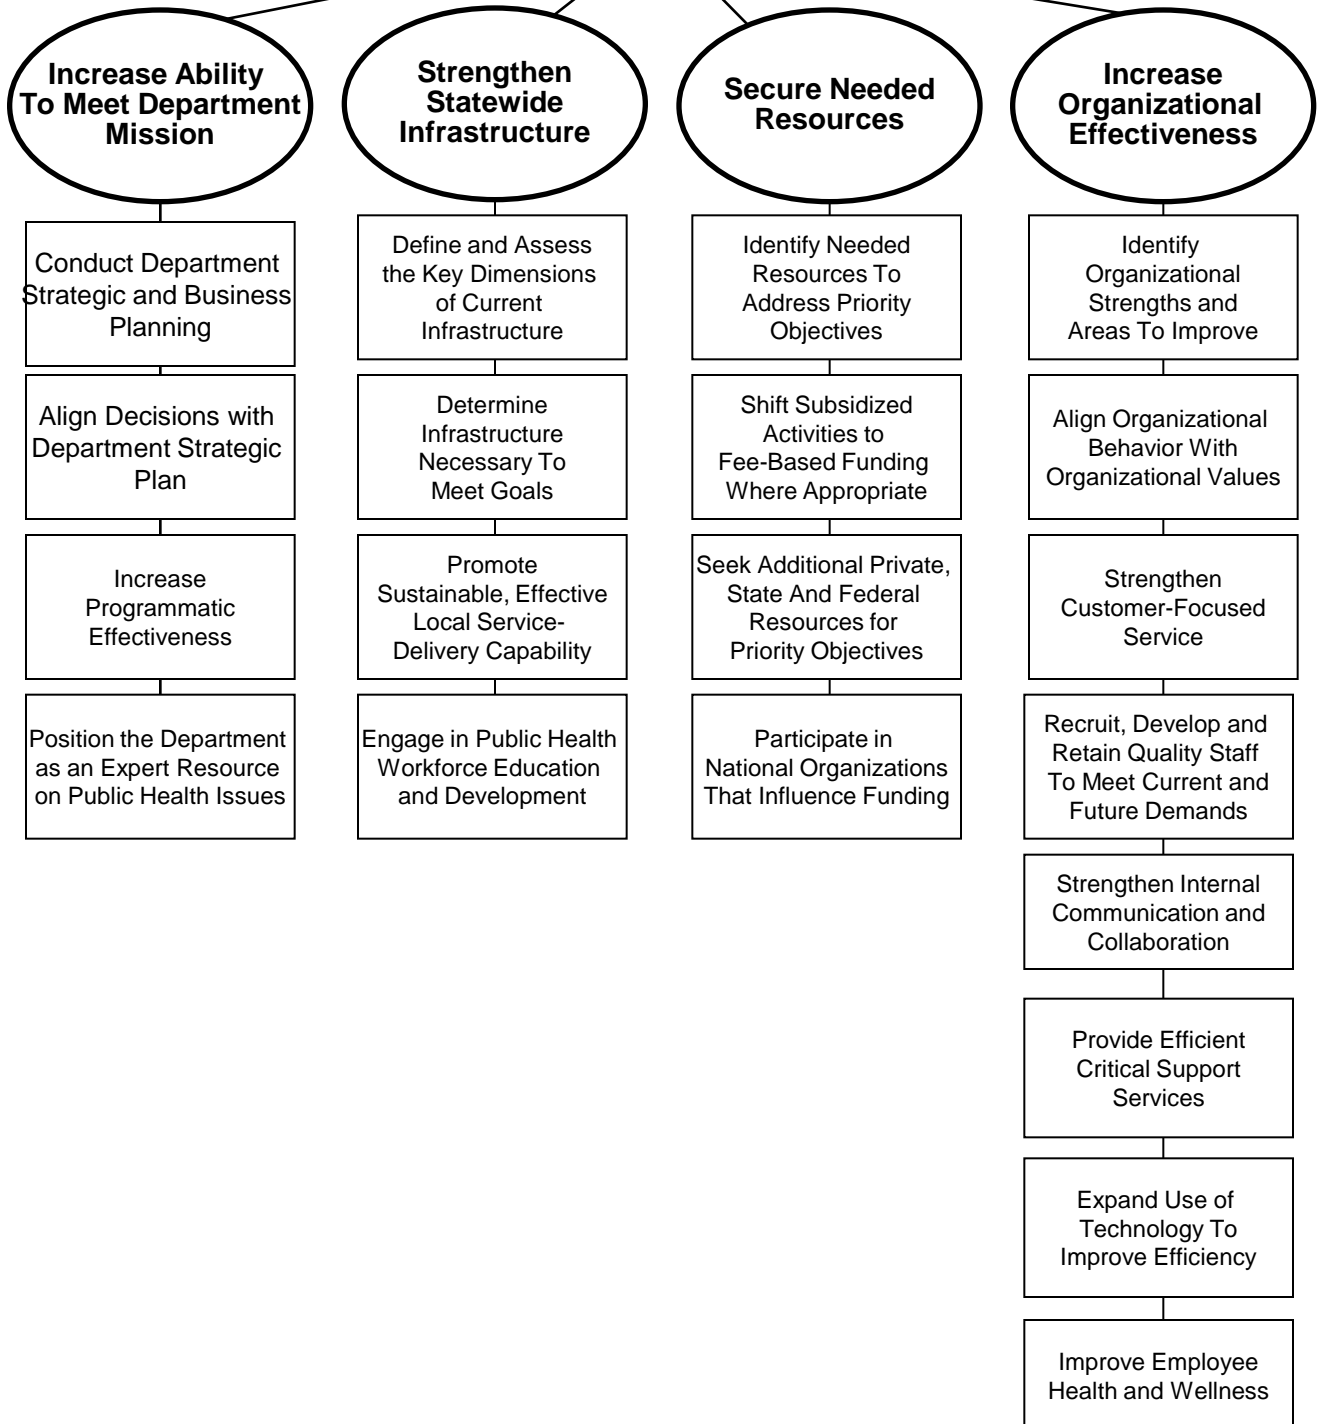 Increase Ability
To Meet Department
Mission
Strengthen
Statewide
Infrastructure
Secure Needed
Resources
Increase
Organizational
Effectiveness
Conduct Department
Strategic and Business
Planning
Align Decisions with
Department Strategic
Plan
Increase
Programmatic
Effectiveness
Position the Department
as an Expert Resource
on Public Health Issues
Define and Assess
the Key Dimensions
of Current
Infrastructure
Determine
Infrastructure
Necessary To
Meet Goals
Promote
Sustainable, Effective
Local Service-
Delivery Capability
Engage in Public Health
Workforce Education
and Development
Identify Needed
Resources To
Address Priority
Objectives
Shift Subsidized
Activities to
Fee-Based Funding
Where Appropriate
Seek Additional Private,
State And Federal
Resources for
Priority Objectives
Participate in
National Organizations
That Influence Funding
Identify
Organizational
Strengths and
Areas To Improve
Align Organizational
Behavior With
Organizational Values
Strengthen
Customer-Focused
Service
Recruit, Develop and
Retain Quality Staff
To Meet Current and
Future Demands
Strengthen Internal
Communication and
Collaboration
Provide Efficient
Critical Support
Services
Expand Use of
Technology To
Improve Efficiency
Improve Employee
Health and Wellness